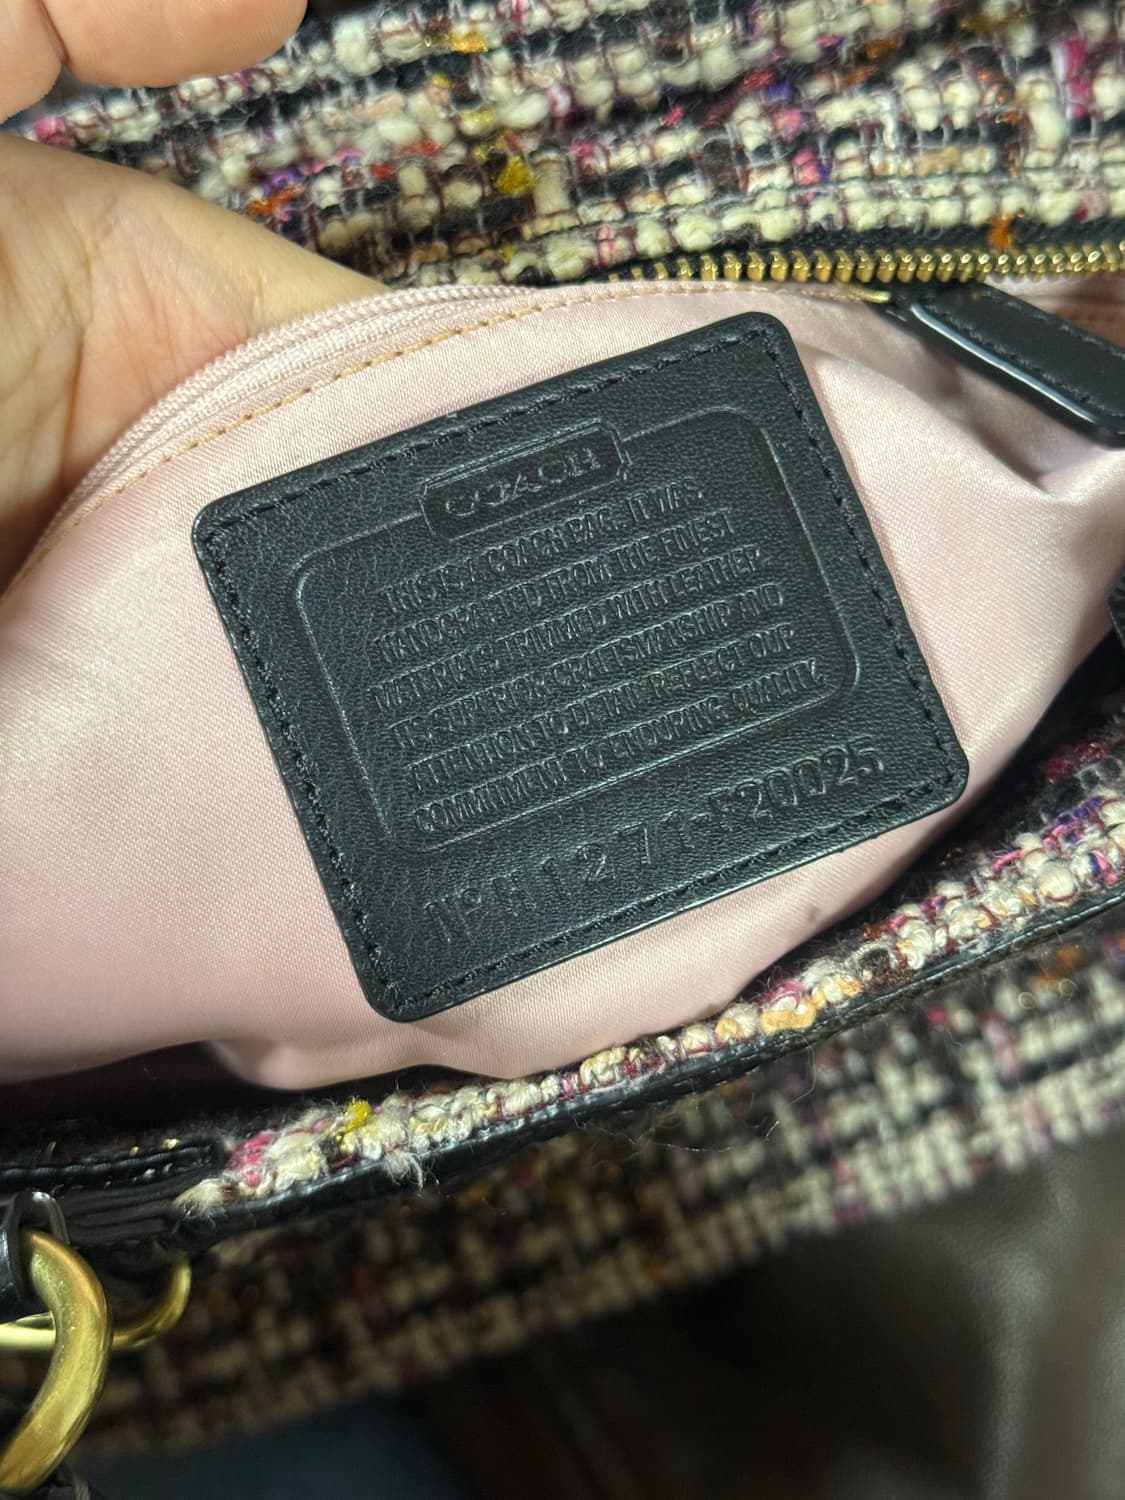 COACH
THIS IS A COACH BAG. IT WAS
HANDCRAFTED FROM THE FINEST
MATERIALS, TRIMMED WITH LEATHER
ITS SUPERIOR CRAFTSMANSHIP AND
ATTENTION TO DETAIL REFLECT OUR
COMMITMENT TO ENDURING QUALITY.
1271-F20025